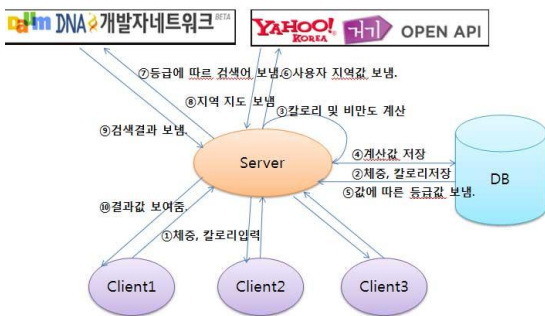 Daum DNA 개발자네트워크 BETA
YAHOO! KOREA 거기 OPEN API
⑦등급에 따르 검색어 보냄.
⑥사용자 지역값 보냄.
⑧지역 지도 보냄
③칼로리 및 비만도 계산
⑨검색결과 보냄.
Server
④계산값 저장
②체중, 칼로리저장
⑤값에 따른 등급값 보냄.
DB
⑩결과값 보여줌.
①체중, 칼로리입력
Client1
Client2
Client3